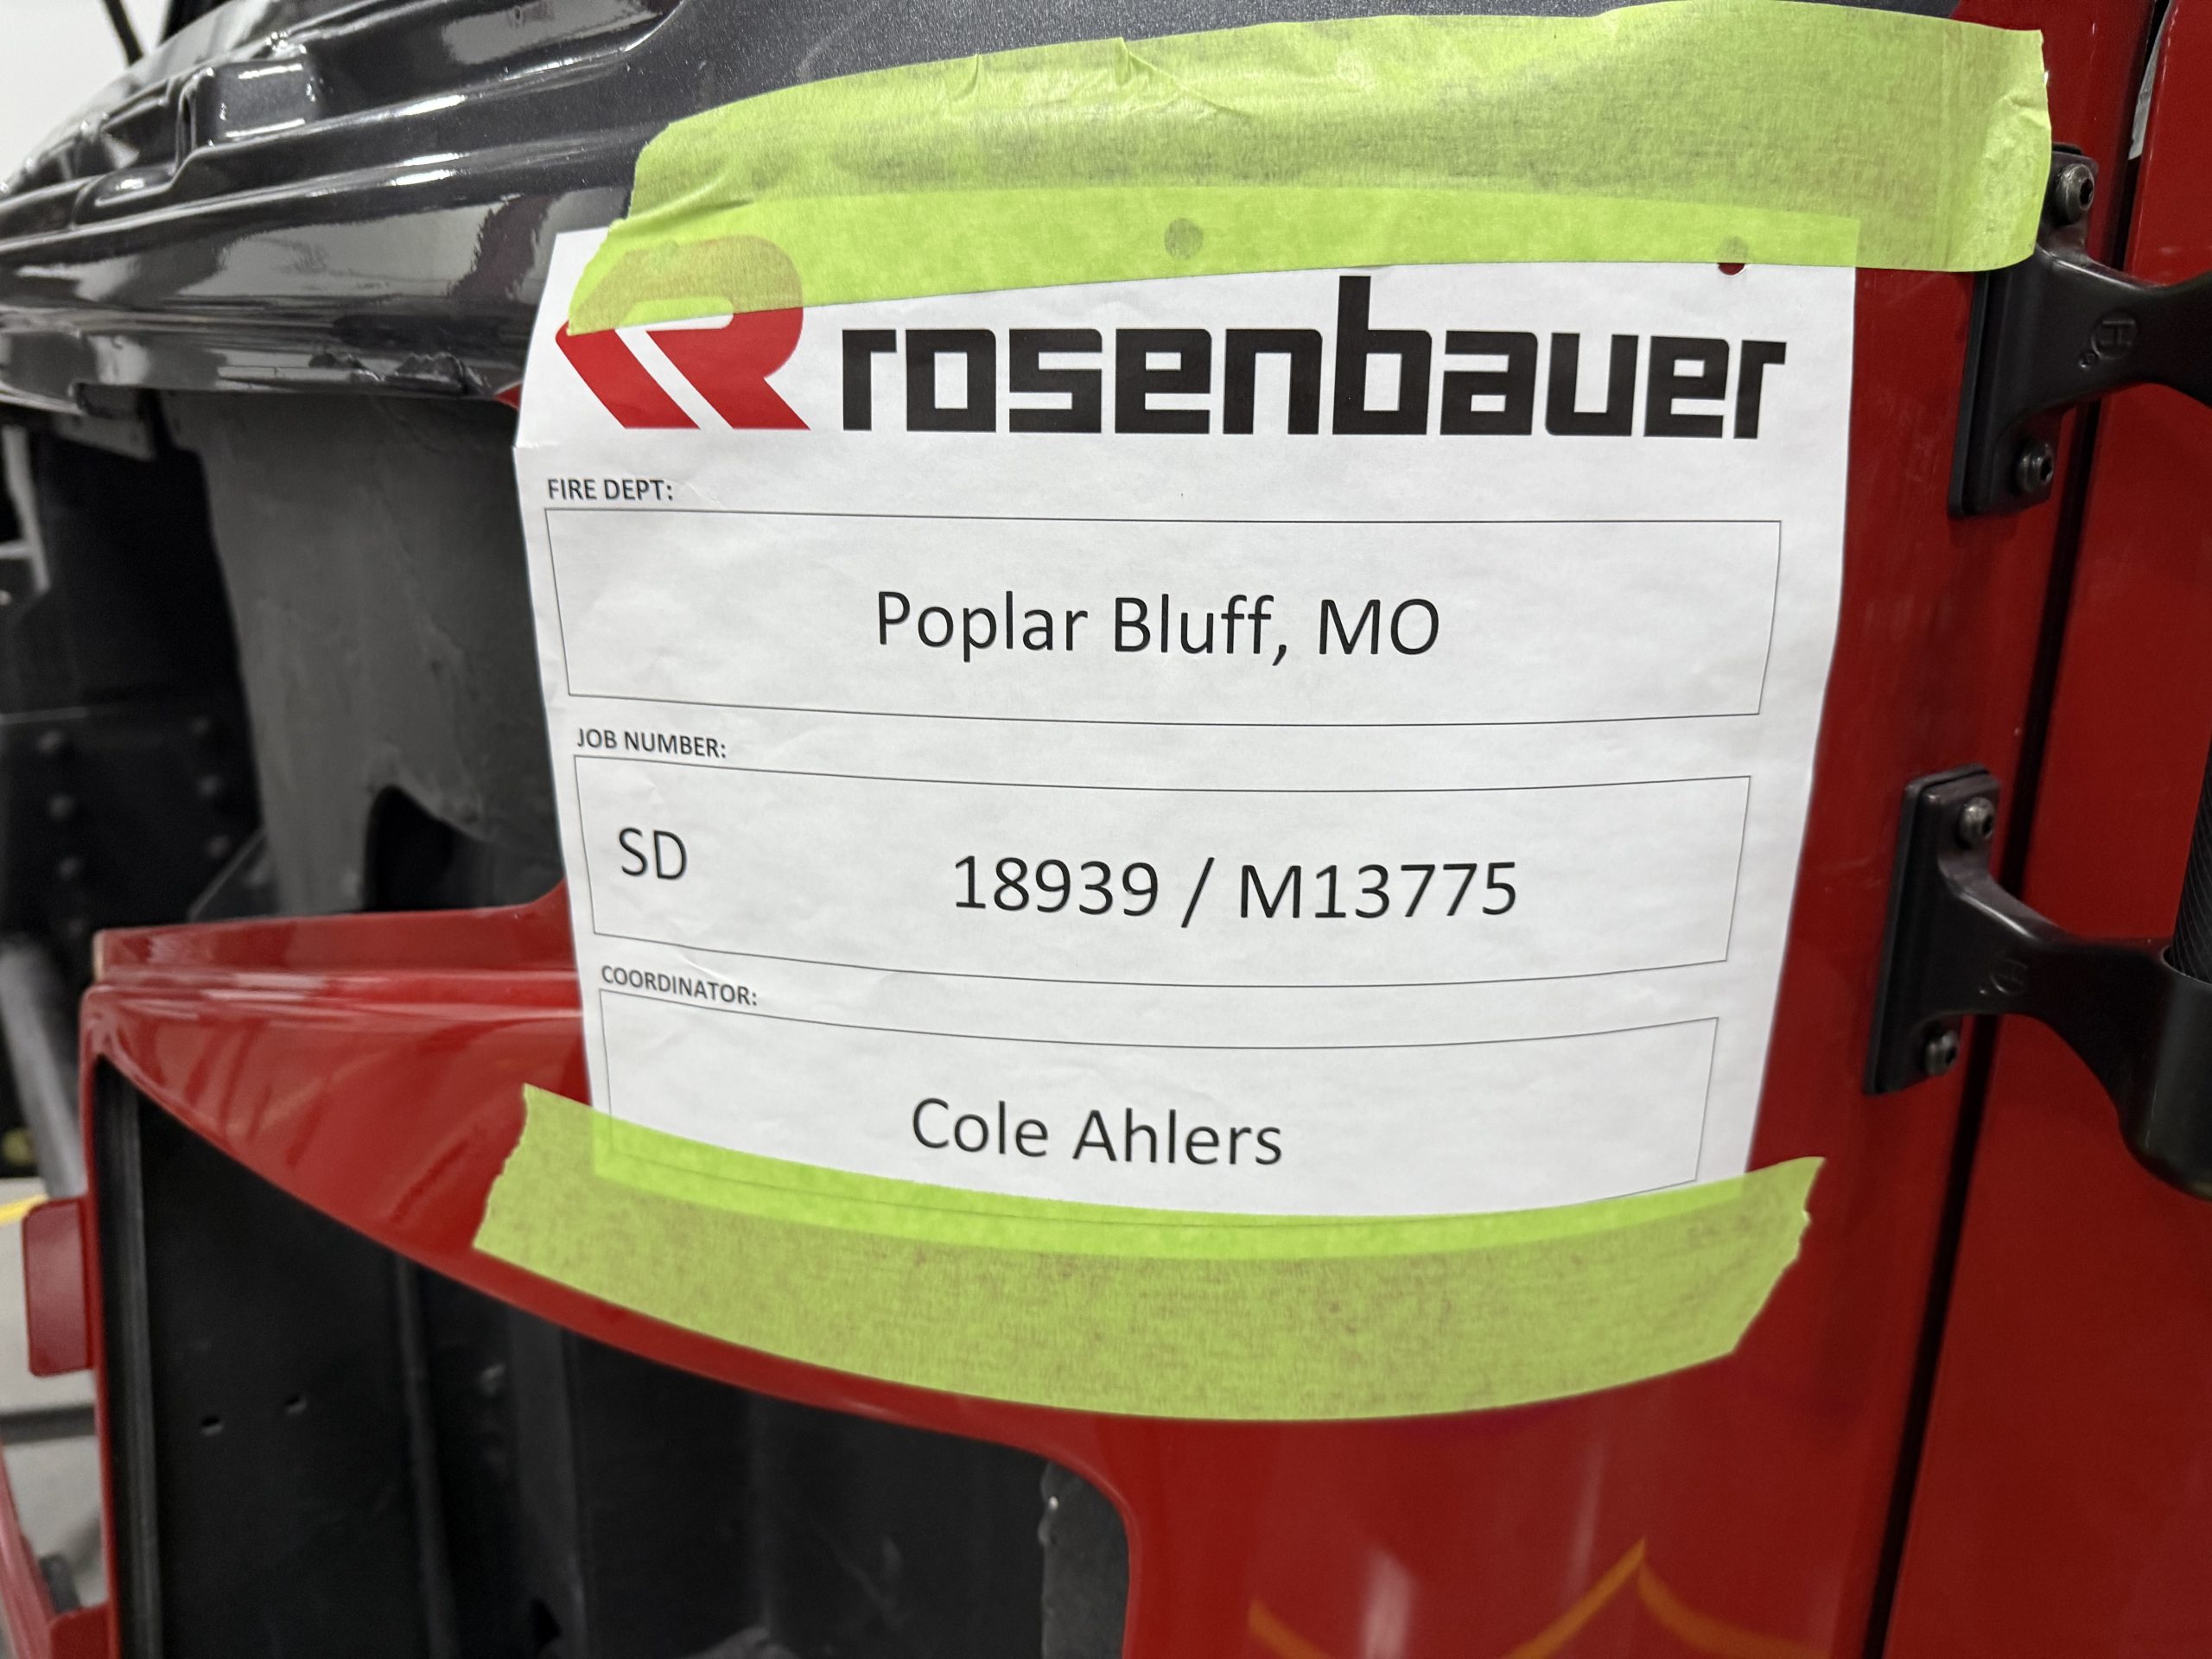 rosenbauer
FIRE DEPT:
Poplar Bluff, MO
JOB NUMBER:
SD 18939 / M13775
COORDINATOR:
Cole Ahlers